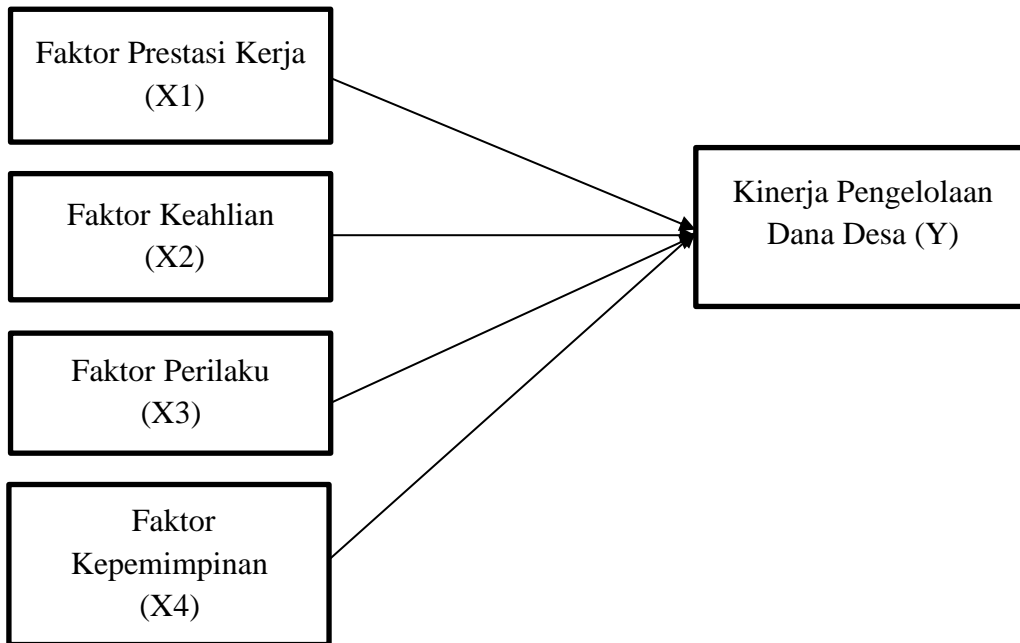 Faktor Prestasi Kerja
(X1)
Faktor Keahlian
(X2)
Faktor Perilaku
(X3)
Faktor
Kepemimpinan
(X4)
Kinerja Pengelolaan
Dana Desa (Y)